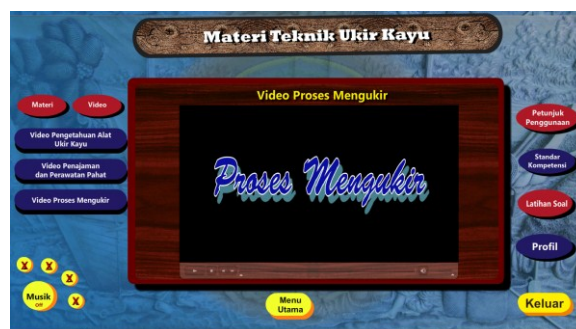 Materi Teknik Ukir Kayu
Video Proses Mengukir
Proses Mengukir
Materi
Video
Video Pengetahuan Alat
Ukir Kayu
Video Penajaman
dan Perawatan Pahat
Video Proses Mengukir
X
X
X
X
Musik
Off
Menu
Utama
Petunjuk
Penggunaan
Standar
Kompetensi
Latihan Soal
Profil
Keluar